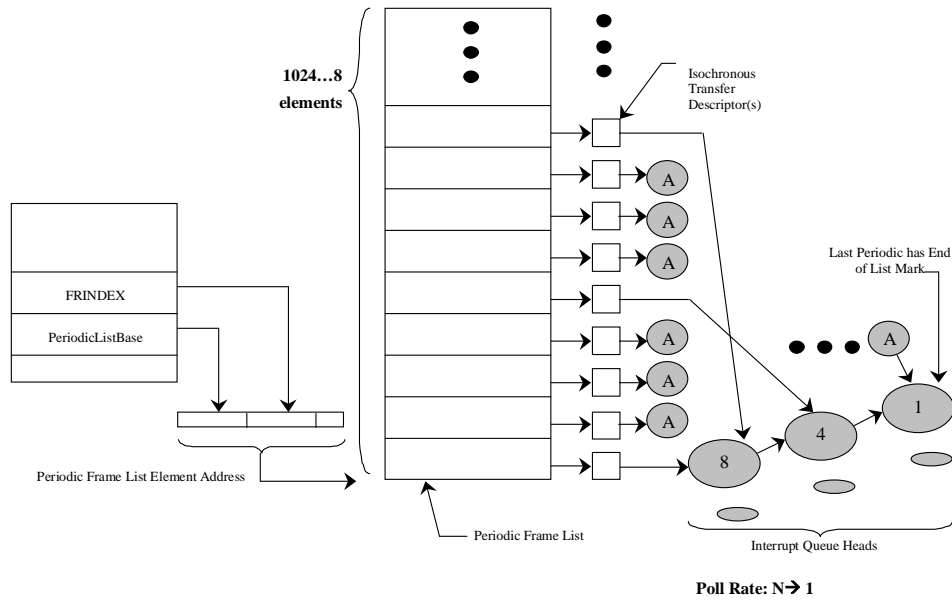 1024…8
elements
Isochronous
Transfer
Descriptor(s)
A
A
A
FRINDEX
PeriodicListBase
Last Periodic has End
of List Mark
A
A
A
A
1
4
8
Periodic Frame List Element Address
Periodic Frame List
Interrupt Queue Heads
Poll Rate: N→ 1